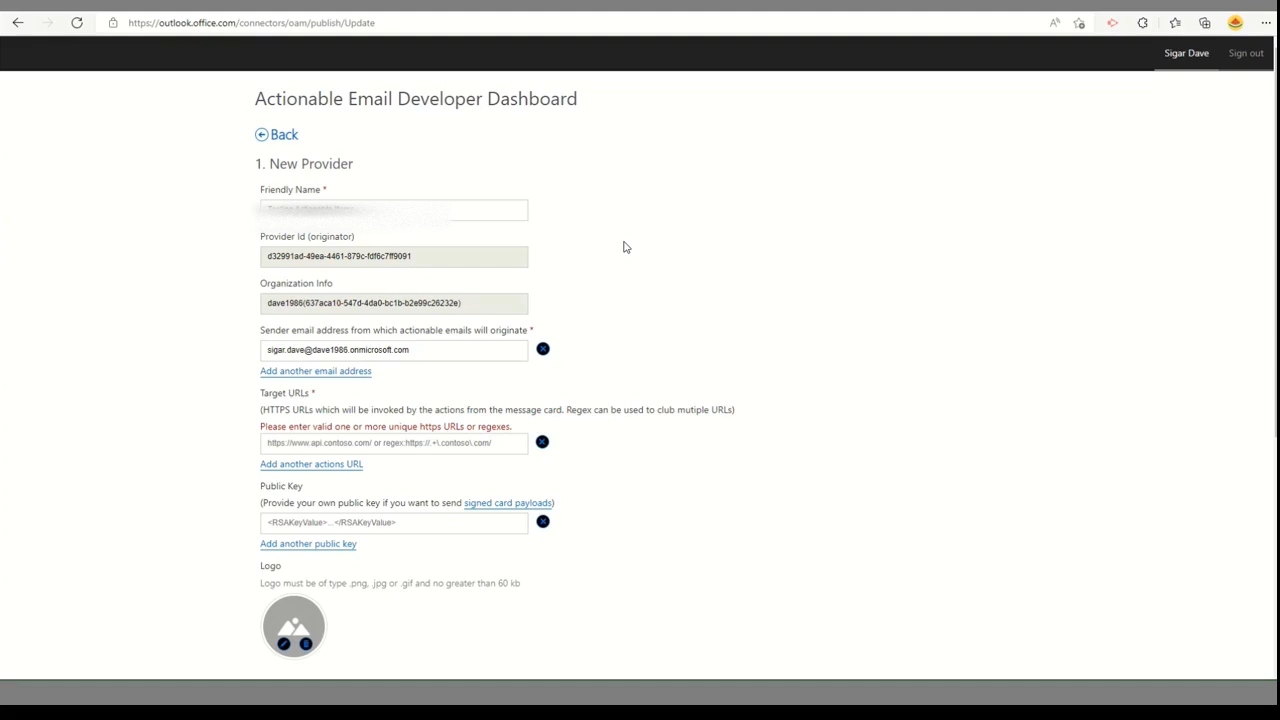 https://outlook.office.com/connectors/oam/publish/Update
Sigar Dave
Sign out
Actionable Email Developer Dashboard
Back
1. New Provider
Friendly Name *
Provider Id (originator)
d32991ad-49ea-4461-879c-fdf6c7ff9091
Organization Info
dave1986(637aca10-547d-4da0-bc1b-b2e99c26232e)
Sender email address from which actionable emails will originate *
sigar.dave@dave1986.onmicrosoft.com
Add another email address
Target URLs *
(HTTPS URLs which will be invoked by the actions from the message card. Regex can be used to club mutiple URLs)
Please enter valid one or more unique https URLs or regexes.
https://www.api.contoso.com/ or regex:https://.+\.contoso\.com/
Add another actions URL
Public Key
(Provide your own public key if you want to send signed card payloads)
<RSAKeyValue>...</RSAKeyValue>
Add another public key
Logo
Logo must be of type .png, .jpg or .gif and no greater than 60 kb